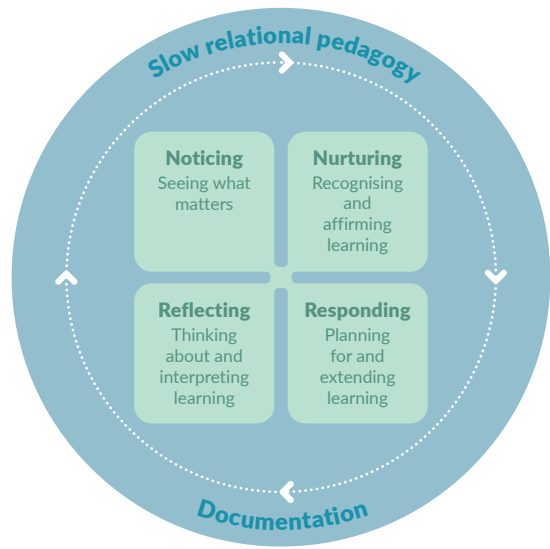 Slow relational pedagogy
Noticing
Seeing what
matters
Nurturing
Recognising
and
affirming
learning
Reflecting
Thinking
about and
interpreting
learning
Responding
Planning
for and
extending
learning
Documentation